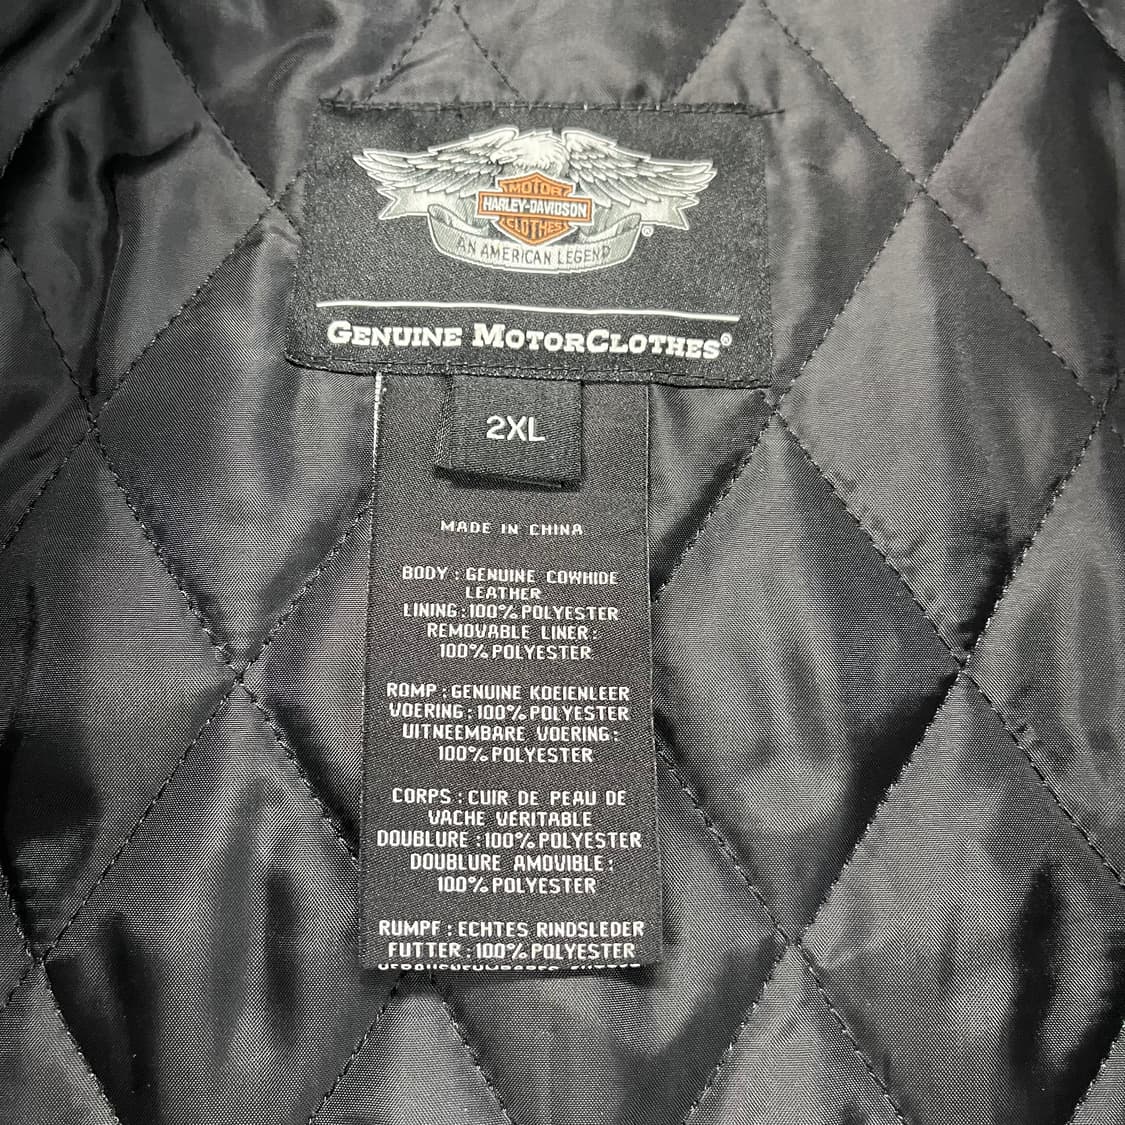 MOTOR
HARLEY-DAVIDSON
CLOTHES
®
AN AMERICAN LEGEND
GENUINE MOTORCLOTHES®
2XL
MADE IN CHINA
BODY : GENUINE COWHIDE
LEATHER
LINING : 100% POLYESTER
REMOVABLE LINER :
100% POLYESTER
ROMP : GENUINE KOEIENLEER
VOERING : 100% POLYESTER
UITNEEMBARE VOERING :
100% POLYESTER
CORPS : CUIR DE PEAU DE
VACHE VERITABLE
DOUBLURE : 100% POLYESTER
DOUBLURE AMOVIBLE :
100% POLYESTER
RUMPF : ECHTES RINDSLEDER
FUTTER : 100% POLYESTER